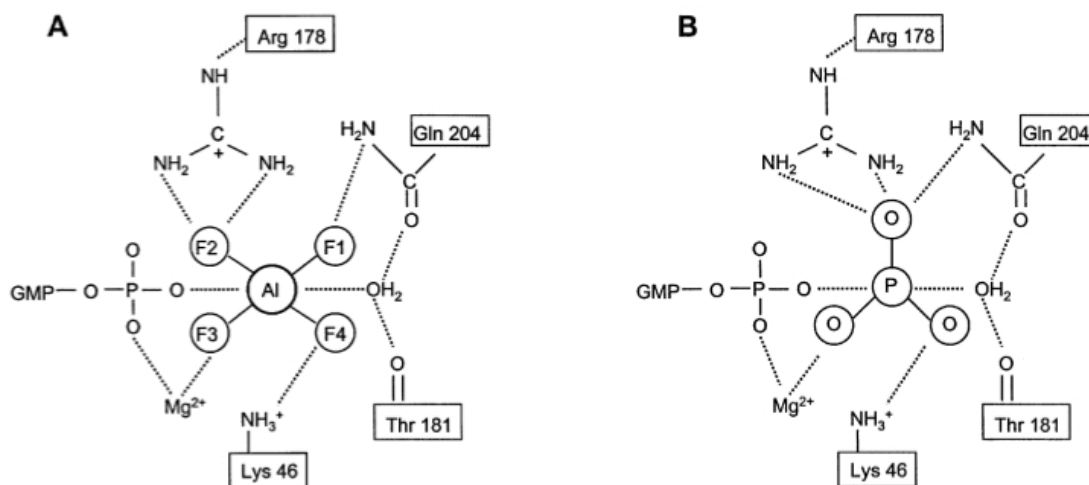 A
Arg 178
NH
C
+
NH2
NH2
H2N
Gln 204
C
O
F2
F1
GMP
O
P
O
O
O
Al
OH2
F3
F4
O
Mg2+
NH3+
Thr 181
Lys 46
B
Arg 178
NH
C
+
NH2
NH2
H2N
Gln 204
C
O
O
GMP
O
P
O
O
O
P
OH2
O
O
O
Mg2+
NH3+
Thr 181
Lys 46